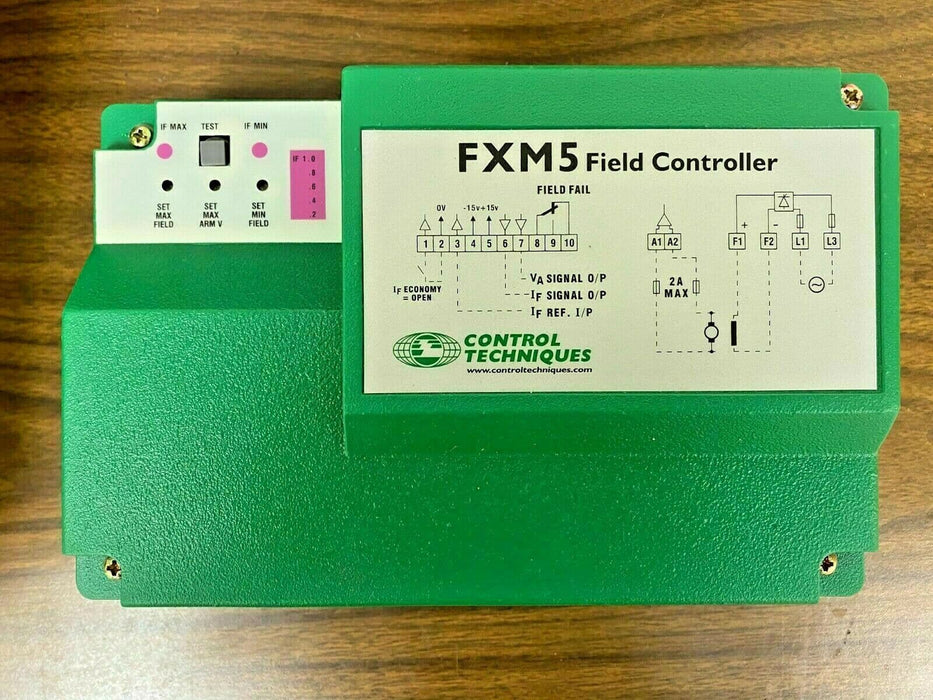 IF MAX TEST IF MIN
SET MAX FIELD
SET MAX ARM V
SET MIN FIELD
IF 1.0
.8
.6
.4
.2
FXM5 Field Controller
FIELD FAIL
0V -15v+15v
1 2 3 4 5 6 7 8 9 10
IF ECONOMY
= OPEN
VA SIGNAL O/P
IF SIGNAL O/P
IF REF. I/P
A1 A2
2A
MAX
+ -
F1 F2 L1 L3
CONTROL
TECHNIQUES
www.controltechniques.com